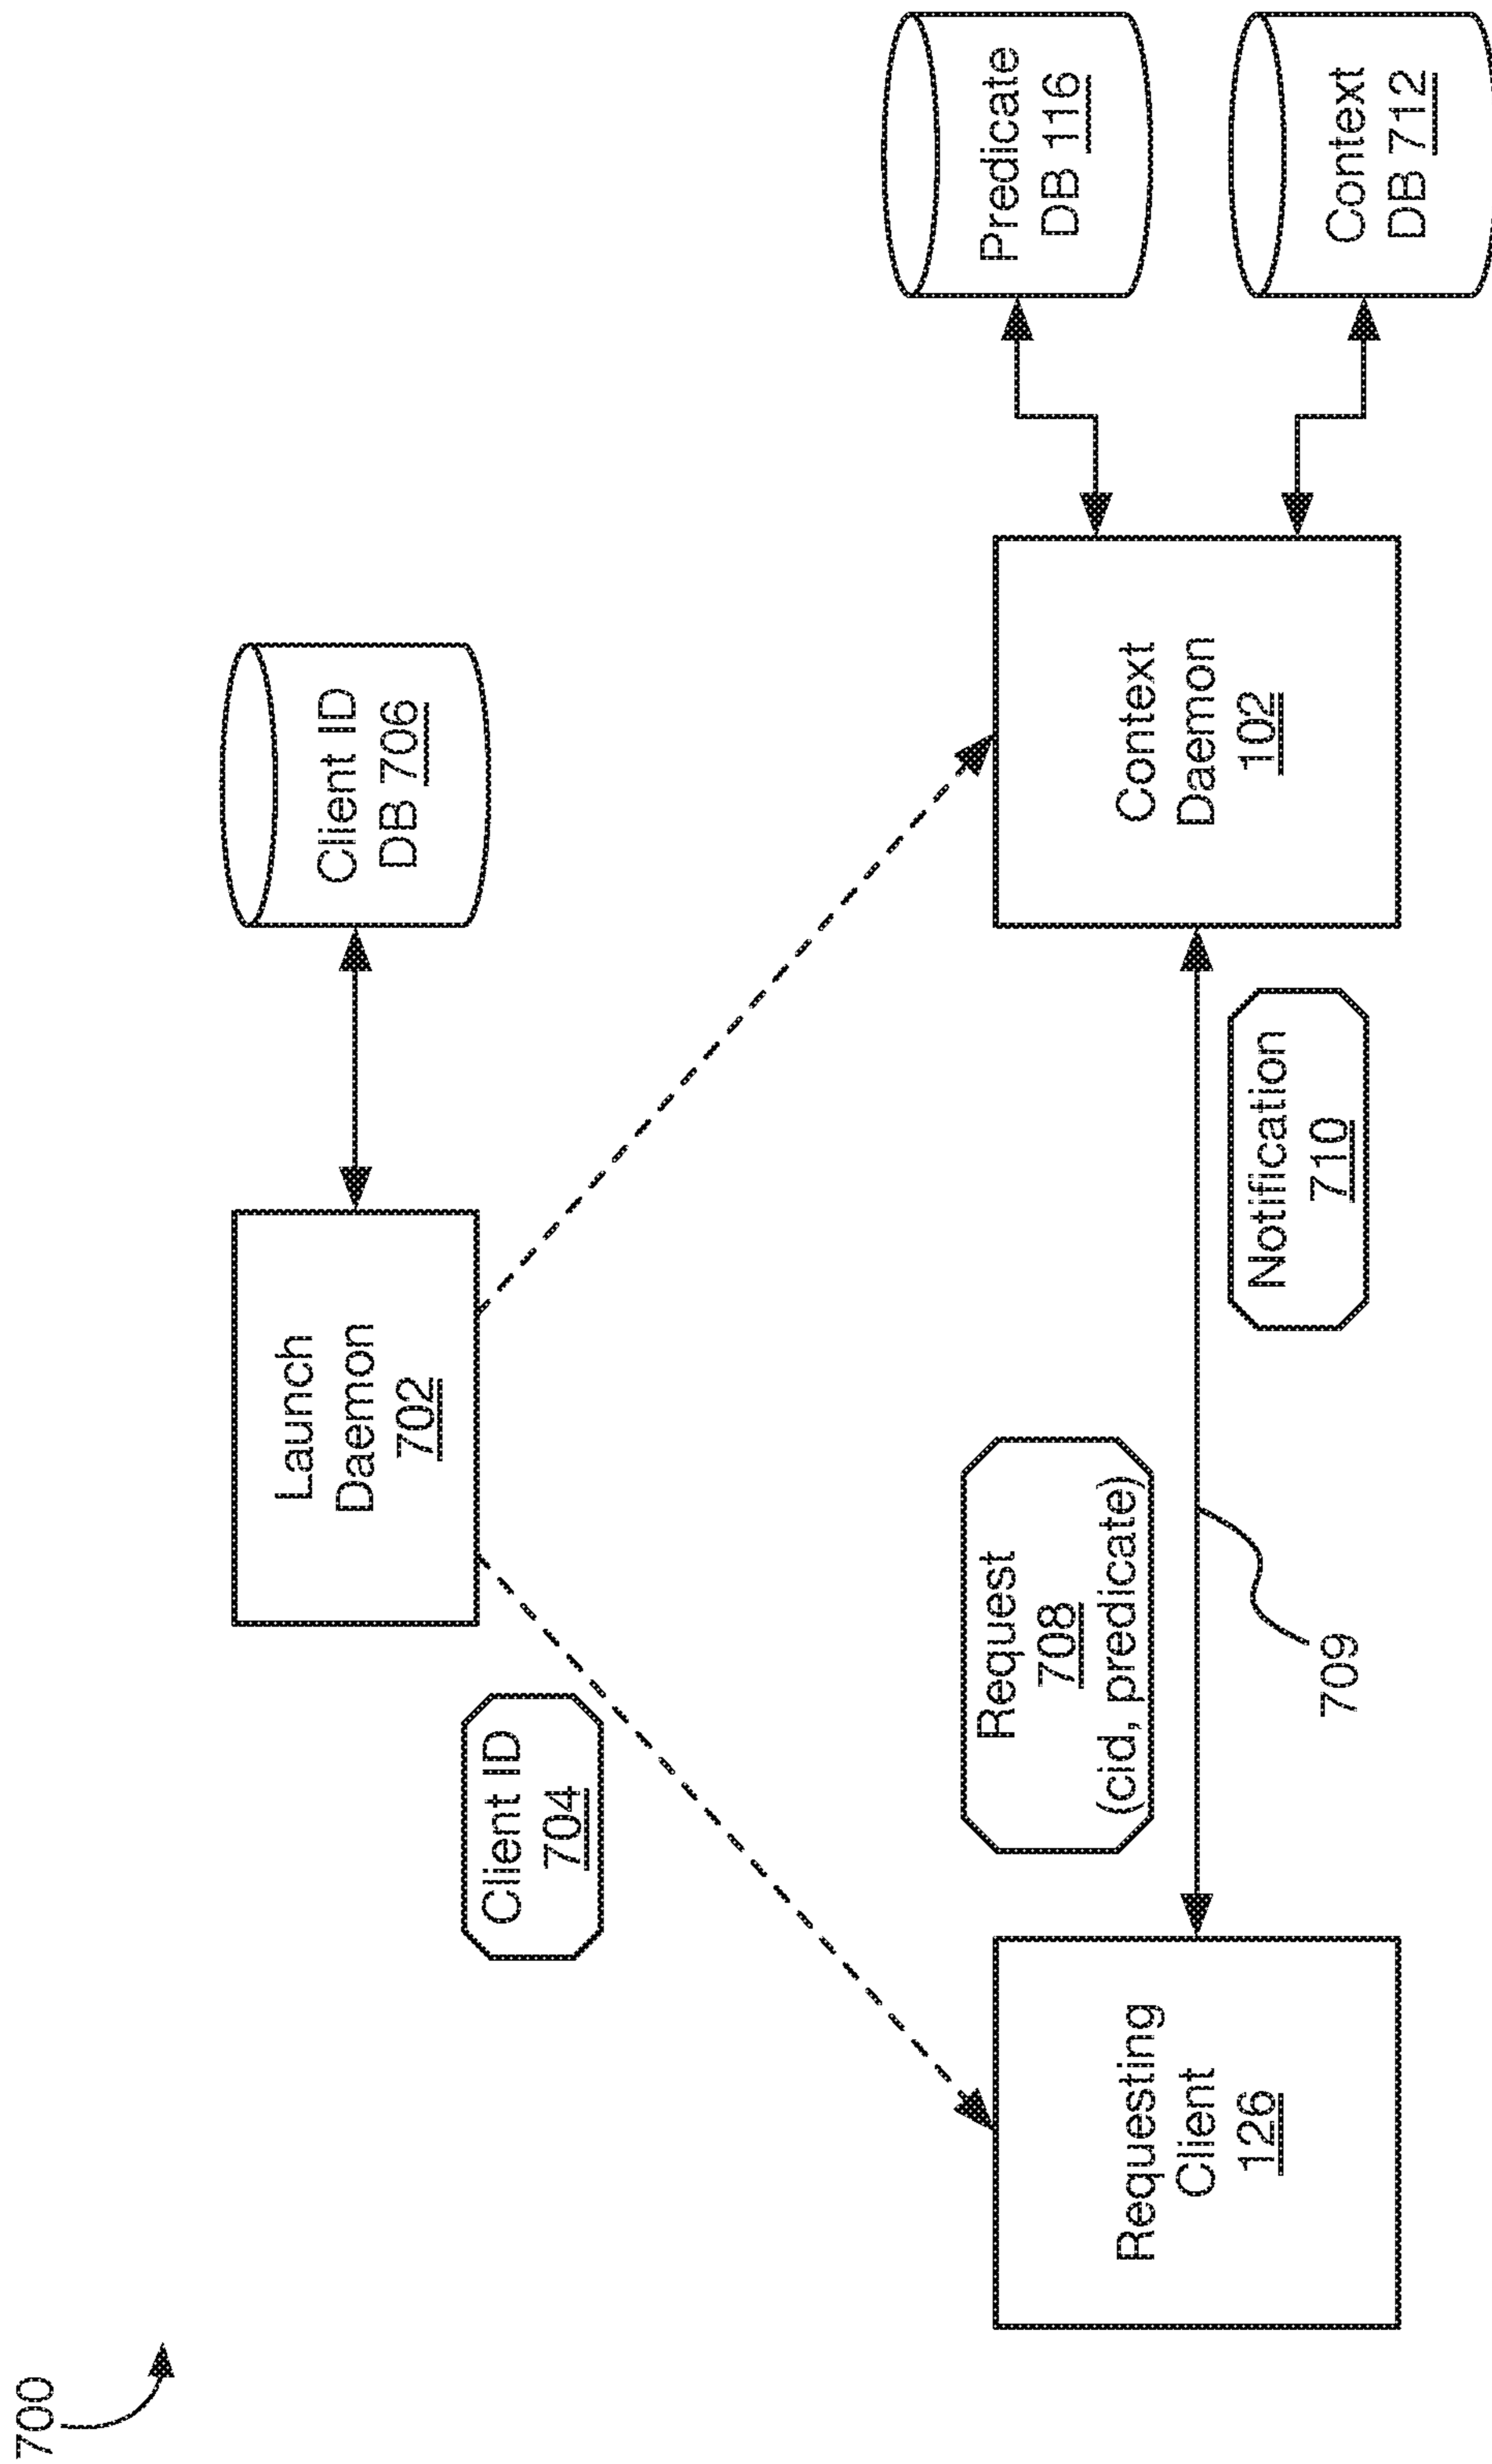 700
Launch
Daemon
702
Client ID
DB 706
Client ID
704
Request
708
(cid, predicate)
709
Notification
710
Requesting
Client
126
Context
Daemon
102
Predicate
DB 116
Context
DB 712